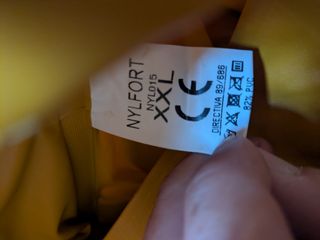 NYLFORT
NYL015
XXL
CE
DIRECTIVA 89/686
82% PVC